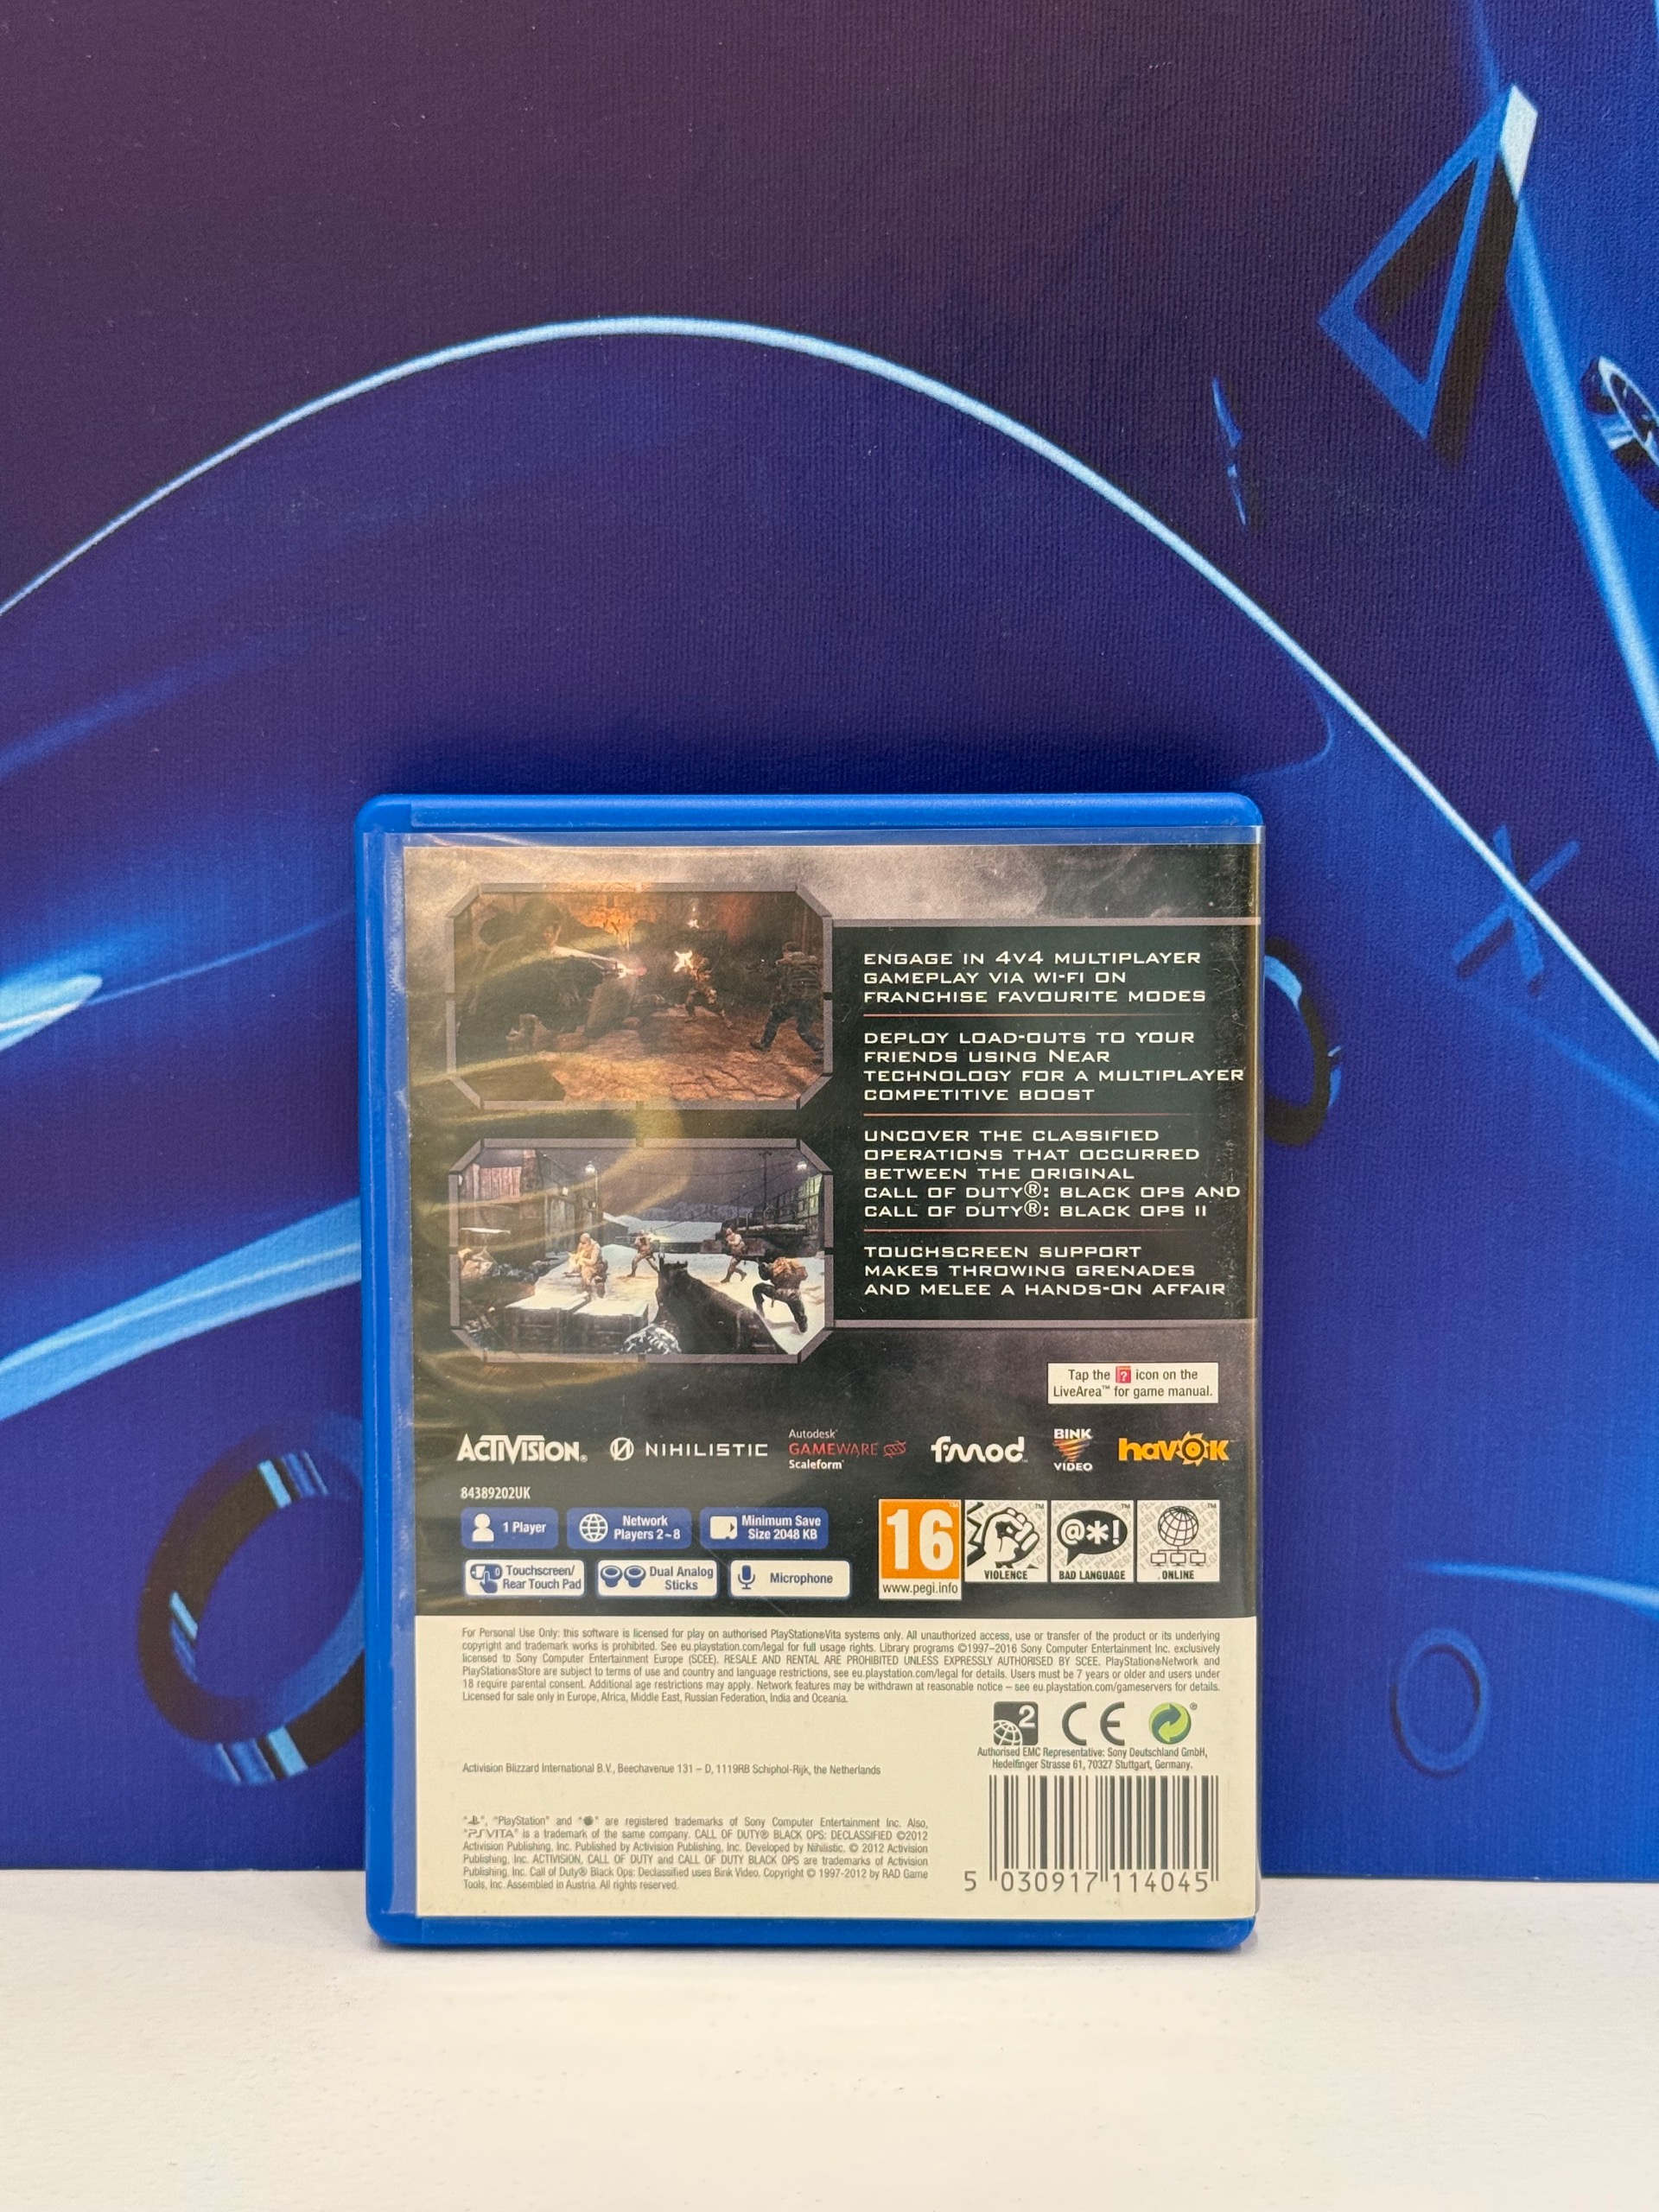 ENGAGE IN 4V4 MULTIPLAYER
GAMEPLAY VIA WI-FI ON
FRANCHISE FAVOURITE MODES
DEPLOY LOAD-OUTS TO YOUR
FRIENDS USING NEAR
TECHNOLOGY FOR A MULTIPLAYER
COMPETITIVE BOOST
UNCOVER THE CLASSIFIED
OPERATIONS THAT OCCURRED
BETWEEN THE ORIGINAL
CALL OF DUTY®: BLACK OPS AND
CALL OF DUTY®: BLACK OPS II
TOUCHSCREEN SUPPORT
MAKES THROWING GRENADES
AND MELEE A HANDS-ON AFFAIR
Tap the ? icon on the
LiveArea™ for game manual.
ACTIVISION®
NIHILISTIC
Autodesk®
GAMEWARE
Scaleform®
fmod™
BINK
VIDEO
havok
84389202UK
1 Player
Network
Players 2~8
Minimum Save
Size 2048 KB
Touchscreen/
Rear Touch Pad
Dual Analog
Sticks
Microphone
16
www.pegi.info
VIOLENCE
@*!
BAD LANGUAGE
ONLINE
For Personal Use Only: this software is licensed for play on authorised PlayStation®Vita systems only. All unauthorized access, use or transfer of the product or its underlying
copyright and trademark works is prohibited. See eu.playstation.com/legal for full usage rights. Library programs ©1997–2016 Sony Computer Entertainment Inc. exclusively
licensed to Sony Computer Entertainment Europe (SCEE). RESALE AND RENTAL ARE PROHIBITED UNLESS EXPRESSLY AUTHORISED BY SCEE. PlayStation®Network and
PlayStation®Store are subject to terms of use and country and language restrictions, see eu.playstation.com/legal for details. Users must be 7 years or older and users under
18 require parental consent. Additional age restrictions may apply. Network features may be withdrawn at reasonable notice – see eu.playstation.com/gameservers for details.
Licensed for sale only in Europe, Africa, Middle East, Russian Federation, India and Oceania.
2
CE
Authorised EMC Representative: Sony Deutschland GmbH,
Hedelfinger Strasse 61, 70327 Stuttgart, Germany.
Activision Blizzard International B.V., Beechavenue 131 – D, 1119RB Schiphol-Rijk, the Netherlands
"", "PlayStation" and "" are registered trademarks of Sony Computer Entertainment Inc. Also,
"PSVITA" is a trademark of the same company. CALL OF DUTY® BLACK OPS: DECLASSIFIED ©2012
Activision Publishing, Inc. Published by Activision Publishing, Inc. Developed by Nihilistic. © 2012 Activision
Publishing, Inc. ACTIVISION, CALL OF DUTY and CALL OF DUTY BLACK OPS are trademarks of Activision
Publishing, Inc. Call of Duty® Black Ops: Declassified uses Bink Video. Copyright © 1997-2012 by RAD Game
Tools, Inc. Assembled in Austria. All rights reserved.
5 030917 114045